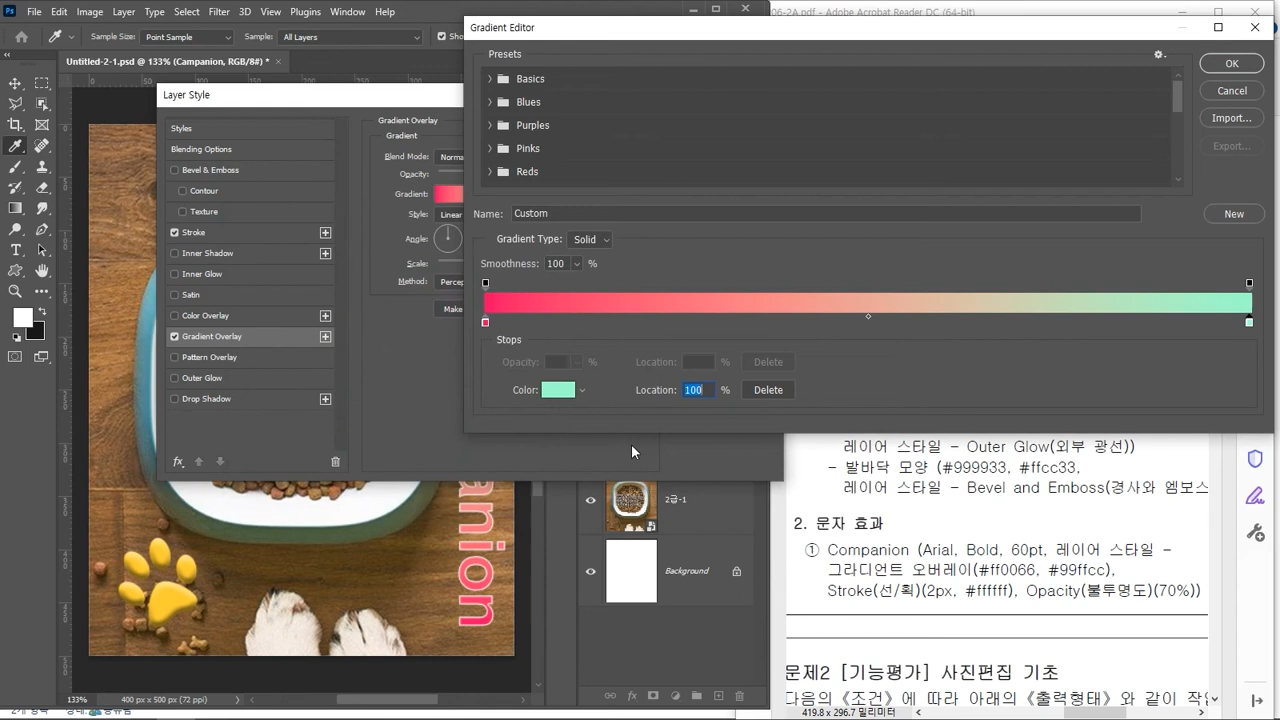 File Edit Image Layer Type Select Filter 3D View Plugins Window Help
06-2A.pdf - Adobe Acrobat Reader DC (64-bit)
Sample Size: Point Sample Sample: All Layers
Untitled-2-1.psd @ 133% (Campanion, RGB/8#) *
Gradient Editor
Presets
Basics
Blues
Purples
Pinks
Reds
OK
Cancel
Import...
Export...
Name: Custom
New
Gradient Type: Solid
Smoothness: 100 %
Stops
Opacity: % Location: % Delete
Color: Location: 100 % Delete
Layer Style
Styles
Blending Options
Bevel & Emboss
Contour
Texture
Stroke
Inner Shadow
Inner Glow
Satin
Color Overlay
Gradient Overlay
Pattern Overlay
Outer Glow
Drop Shadow
fx
Gradient Overlay
Gradient
Blend Mode: Norma
Opacity:
Gradient:
Style: Linear
Angle:
Scale:
Method: Percep
Make
anion
2급-1
Background
133% 400 px x 500 px (72 ppi)
레이어 스타일 - Outer Glow(외부 광선))
- 발바닥 모양 (#999933, #ffcc33,
레이어 스타일 - Bevel and Emboss(경사와 엠보스
2. 문자 효과
① Companion (Arial, Bold, 60pt, 레이어 스타일 -
그라디언트 오버레이(#ff0066, #99ffcc),
Stroke(선/획)(2px, #ffffff), Opacity(불투명도)(70%))
문제2 [기능평가] 사진편집 기초
다음의《조건》에 따라 아래의《출력형태》와 같이 작
419.8 x 296.7 밀리미터